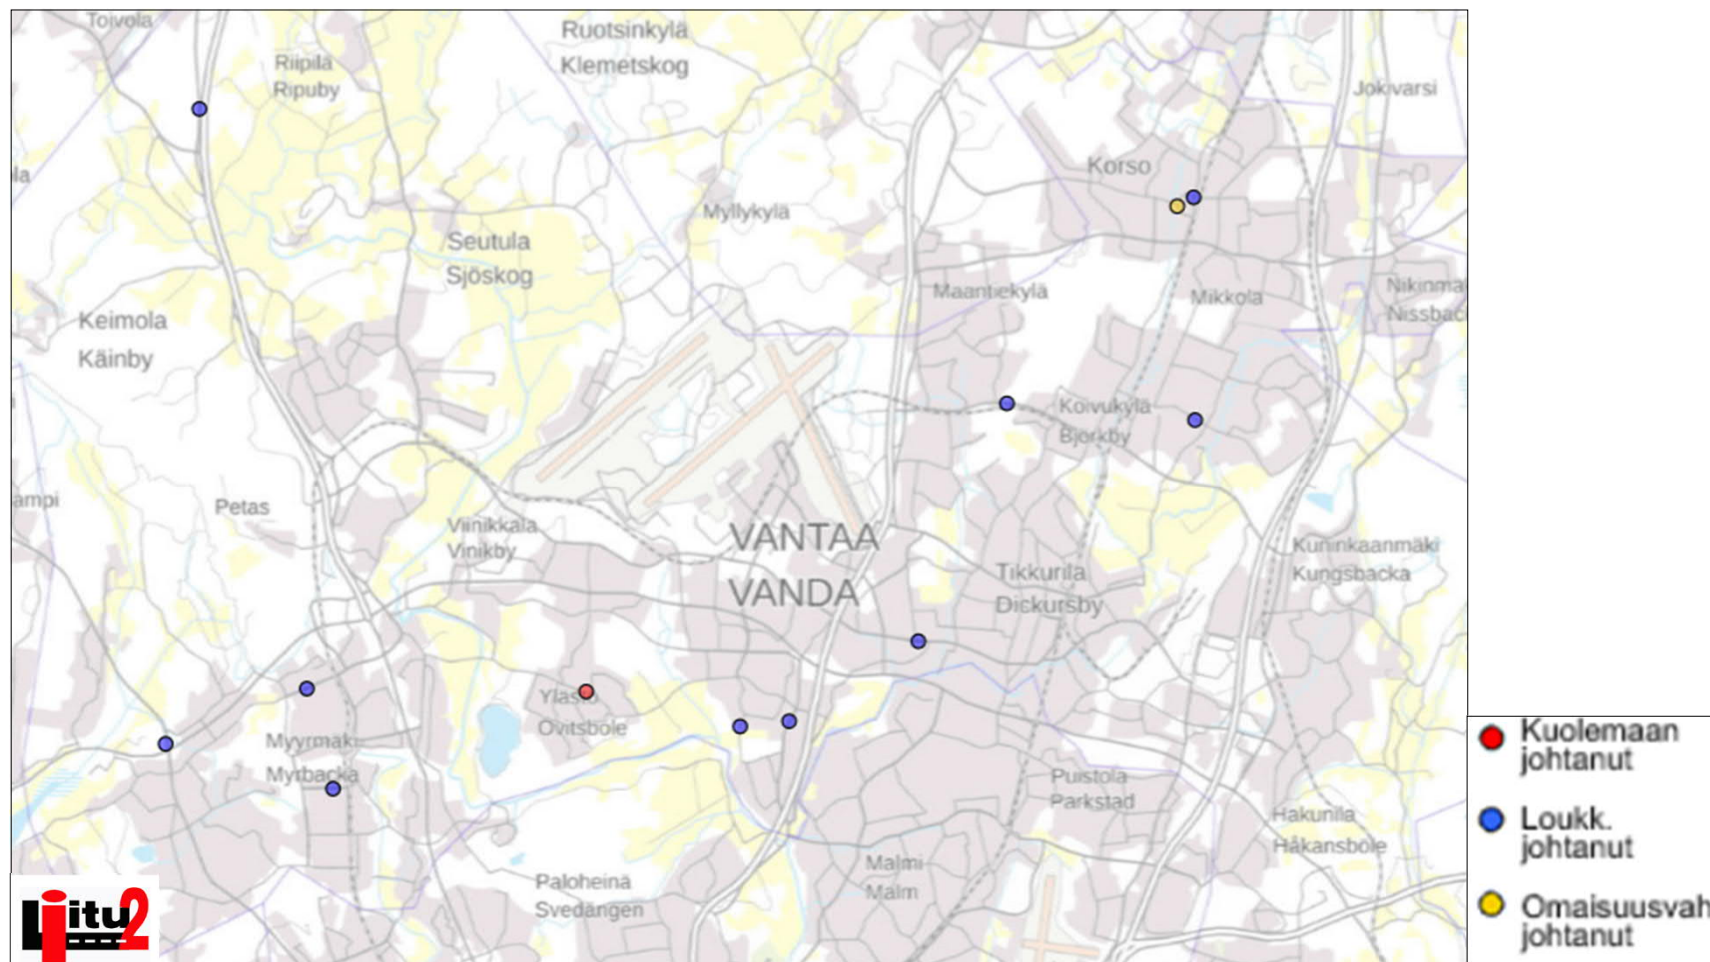 Toivola
Ruotsinkylä
Klemetskog
Riipilä
Ripuby
Jokivarsi
Korso
Myllykylä
Seutula
Sjöskog
Maantiekylä
Mikkola
Keimola
Käinby
Koivukylä
Björkby
Petas
Viinikkala
Vinikby
VANTAA
VANDA
Kuninkaanmäki
Kungsbacka
Tikkurila
Dickursby
Ylästö
Övitsböle
Myyrmäki
Myrbacka
Puistola
Parkstad
Hakunila
Håkansböle
Malmi
Malm
Paloheinä
Svedängen
Liitu2
Kuolemaan
johtanut
Loukk.
johtanut
Omaisuusvah
johtanut